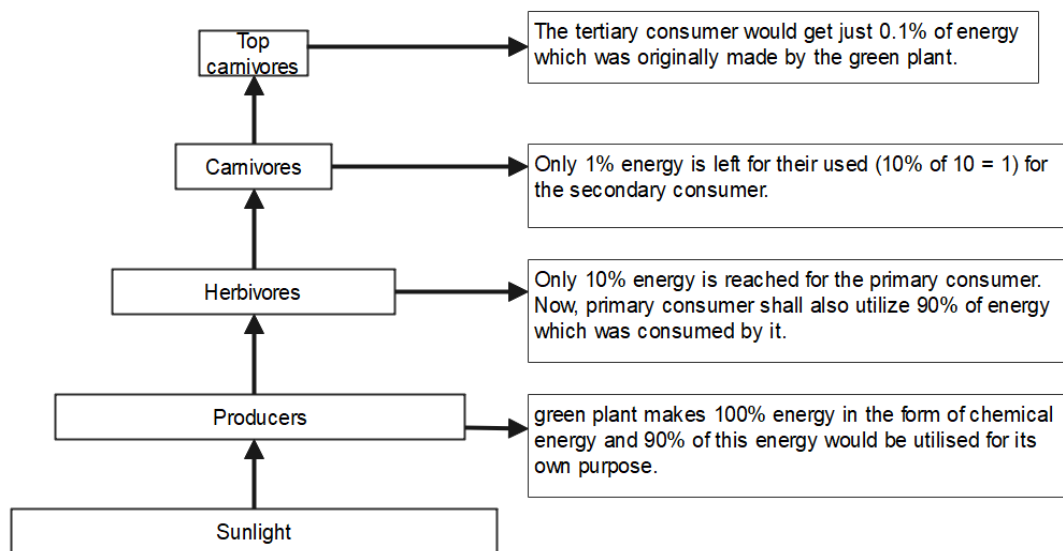 Top
carnivores
The tertiary consumer would get just 0.1% of energy
which was originally made by the green plant.
Carnivores
Only 1% energy is left for their used (10% of 10 = 1) for
the secondary consumer.
Herbivores
Only 10% energy is reached for the primary consumer.
Now, primary consumer shall also utilize 90% of energy
which was consumed by it.
Producers
green plant makes 100% energy in the form of chemical
energy and 90% of this energy would be utilised for its
own purpose.
Sunlight